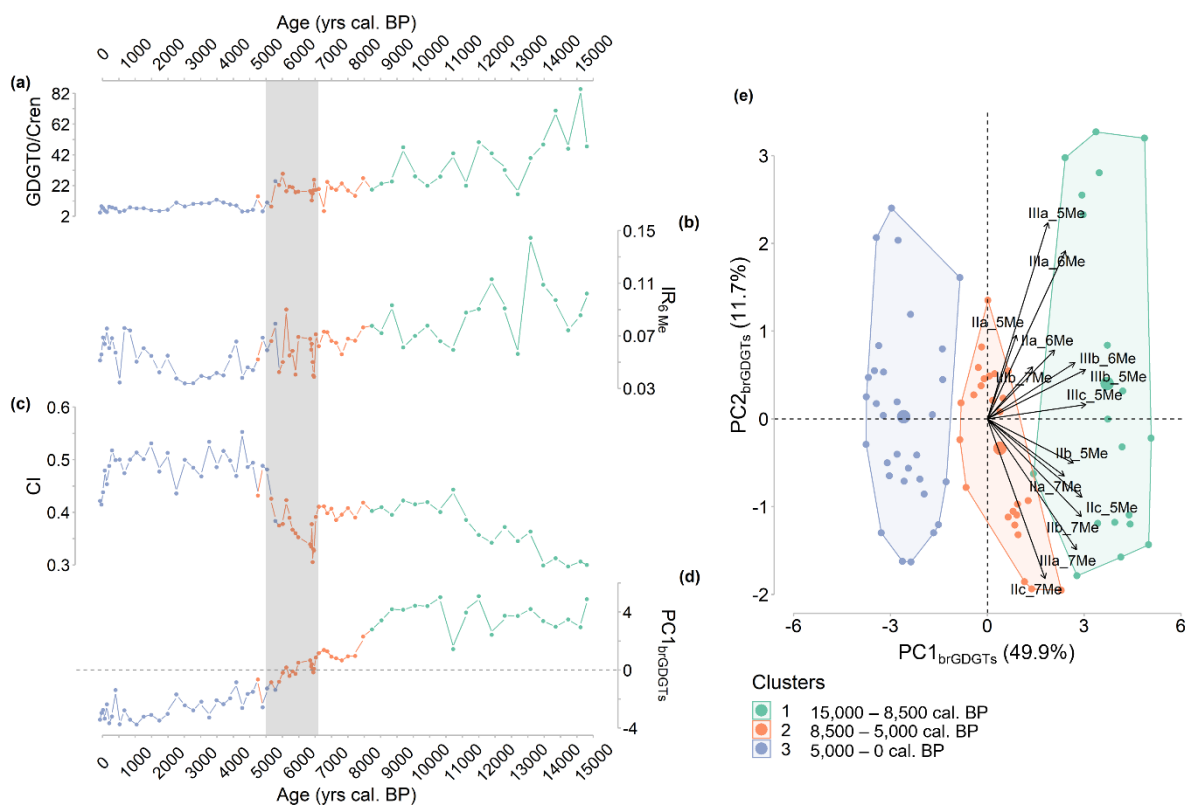 Age (yrs cal. BP)
0 1000 2000 3000 4000 5000 6000 7000 8000 9000 10000 11000 12000 13000 14000 15000
(a)
GDGT0/Cren
82
62
42
22
2
(b)
IR6 Me
0.15
0.11
0.07
0.03
(c)
CI
0.6
0.5
0.4
0.3
(d)
PC1brGDGTs
4
0
-4
0 1000 2000 3000 4000 5000 6000 7000 8000 9000 10000 11000 12000 13000 14000 15000
Age (yrs cal. BP)
(e)
PC2brGDGTs (11.7%)
3
2
1
0
-1
-2
IIIa_5Me
IIIa_6Me
IIa_5Me
IIa_6Me
IIIb_6Me
IIIb_7Me
IIIb_5Me
IIIc_5Me
IIb_5Me
IIa_7Me
IIc_5Me
IIb_7Me
IIIa_7Me
IIc_7Me
-6 -3 0 3 6
PC1brGDGTs (49.9%)
Clusters
1 15,000 – 8,500 cal. BP
2 8,500 – 5,000 cal. BP
3 5,000 – 0 cal. BP